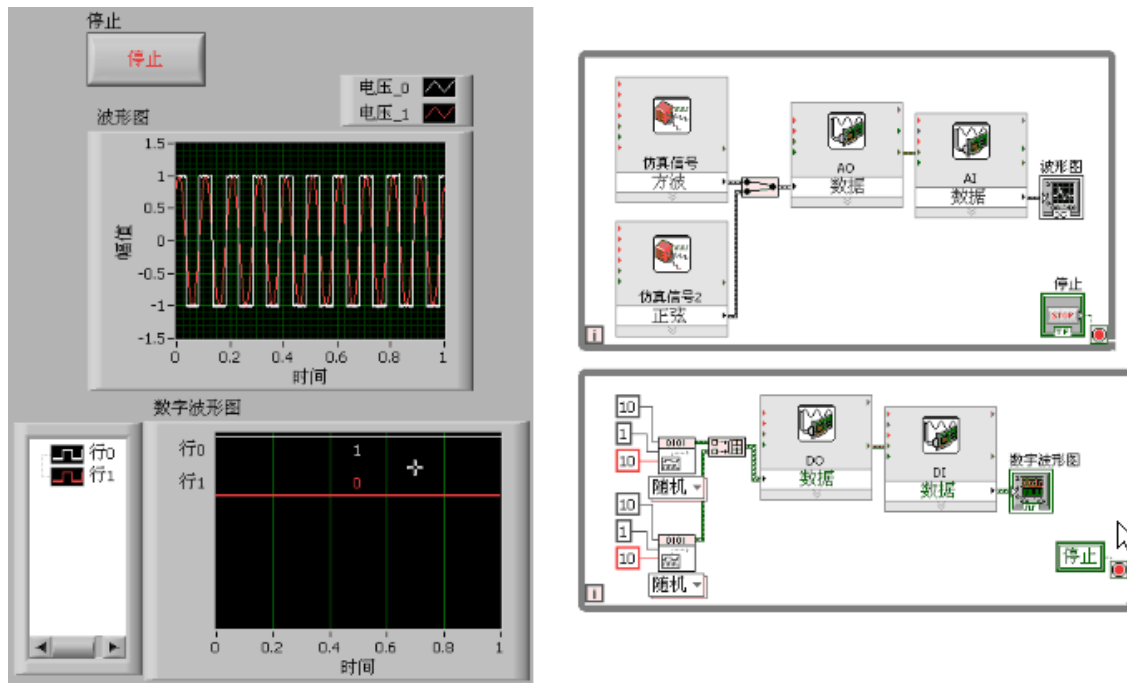 停止
停止
电压_0
电压_1
波形图
幅值
1.5
1
0.5
0
-0.5
-1
-1.5
0
0.2
0.4
0.6
0.8
1
时间
数字波形图
行0
行1
行0
行1
1
0
0
0.2
0.4
0.6
0.8
1
时间
仿真信号
方波
仿真信号2
正弦
AO
数据
AI
数据
波形图
停止
STOP
TF
i
10
1
10
随机
10
1
10
随机
DO
数据
DI
数据
数字波形图
停止
i